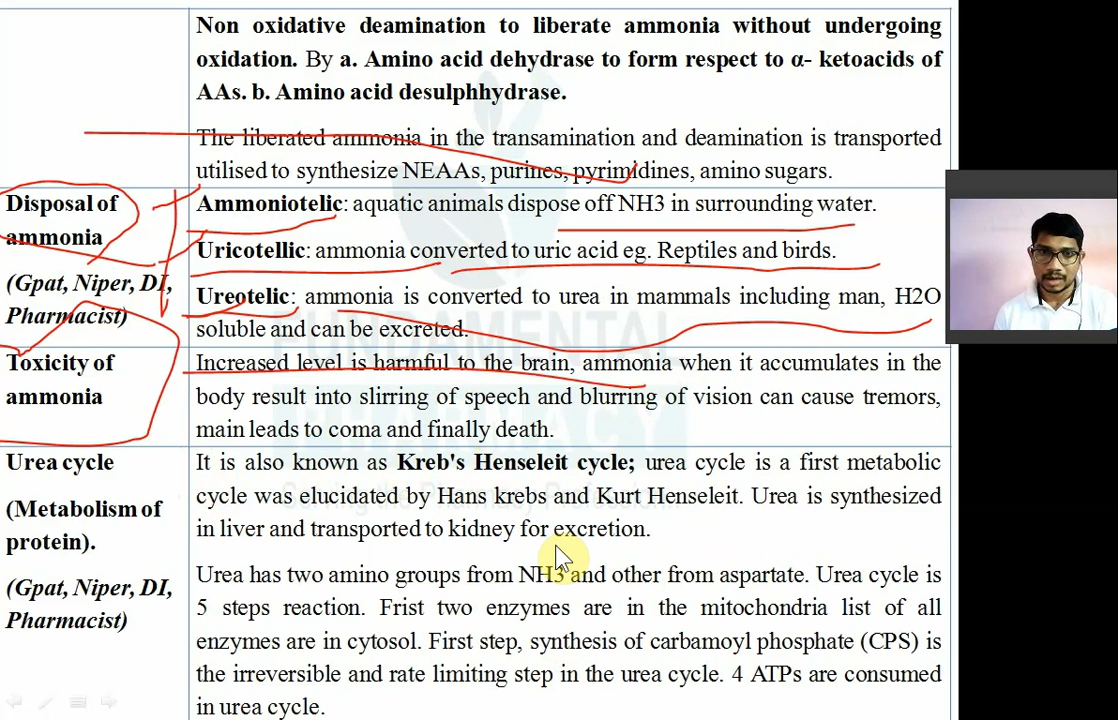 Non oxidative deamination to liberate ammonia without undergoing
oxidation. By a. Amino acid dehydrase to form respect to α- ketoacids of
AAs. b. Amino acid desulphhydrase.
The liberated ammonia in the transamination and deamination is transported
utilised to synthesize NEAAs, purines, pyrimidines, amino sugars.
Disposal of
ammonia
(Gpat, Niper, DI,
Pharmacist)
Ammoniotelic: aquatic animals dispose off NH3 in surrounding water.
Uricotellic: ammonia converted to uric acid eg. Reptiles and birds.
Ureotelic: ammonia is converted to urea in mammals including man, H2O
soluble and can be excreted.
Toxicity of
ammonia
Increased level is harmful to the brain, ammonia when it accumulates in the
body result into slirring of speech and blurring of vision can cause tremors,
main leads to coma and finally death.
Urea cycle
(Metabolism of
protein).
(Gpat, Niper, DI,
Pharmacist)
It is also known as Kreb's Henseleit cycle; urea cycle is a first metabolic
cycle was elucidated by Hans krebs and Kurt Henseleit. Urea is synthesized
in liver and transported to kidney for excretion.
Urea has two amino groups from NH3 and other from aspartate. Urea cycle is
5 steps reaction. Frist two enzymes are in the mitochondria list of all
enzymes are in cytosol. First step, synthesis of carbamoyl phosphate (CPS) is
the irreversible and rate limiting step in the urea cycle. 4 ATPs are consumed
in urea cycle.
FUNDAMENTAL
PHARMACY